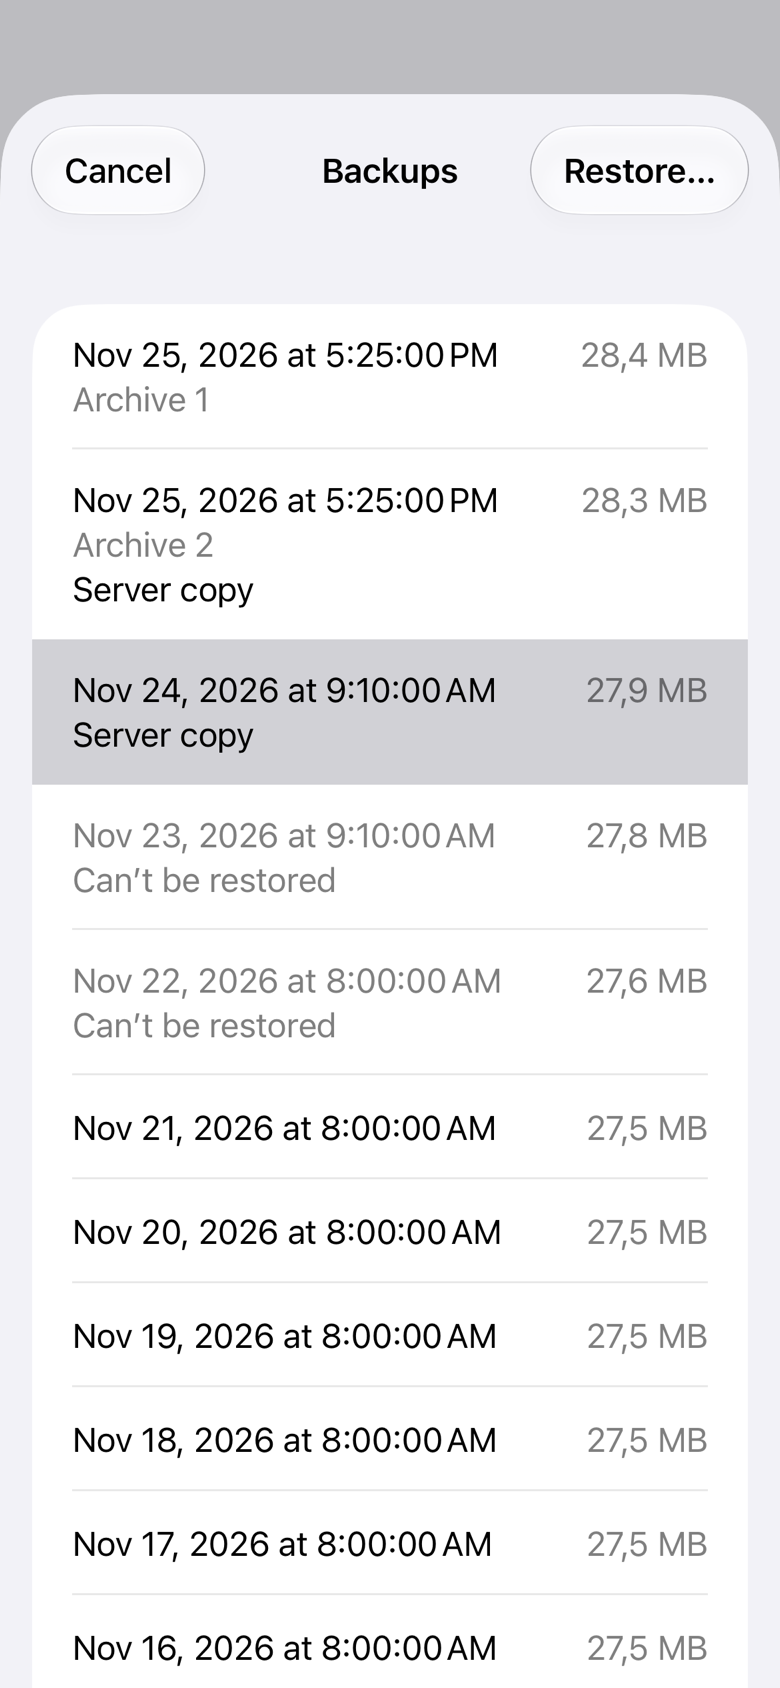 Cancel
Backups
Restore...
Nov 25, 2026 at 5:25:00 PM 28,4 MB
Archive 1
Nov 25, 2026 at 5:25:00 PM 28,3 MB
Archive 2
Server copy
Nov 24, 2026 at 9:10:00 AM 27,9 MB
Server copy
Nov 23, 2026 at 9:10:00 AM 27,8 MB
Can’t be restored
Nov 22, 2026 at 8:00:00 AM 27,6 MB
Can’t be restored
Nov 21, 2026 at 8:00:00 AM 27,5 MB
Nov 20, 2026 at 8:00:00 AM 27,5 MB
Nov 19, 2026 at 8:00:00 AM 27,5 MB
Nov 18, 2026 at 8:00:00 AM 27,5 MB
Nov 17, 2026 at 8:00:00 AM 27,5 MB
Nov 16, 2026 at 8:00:00 AM 27,5 MB